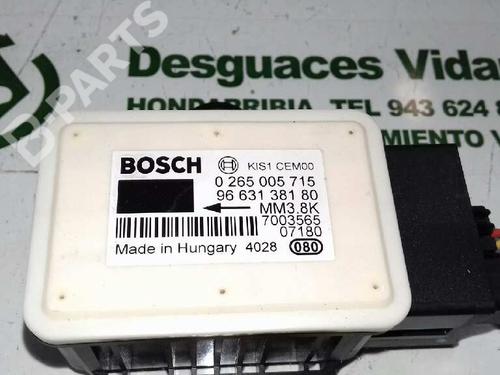 Desguaces Vida
HONDARRIBIA, TEL 943 624
MIENTO V
D-PARTS
BOSCH KIS1 CEM00
0 265 005 715
96 631 381 80
MM3.8K
7003565
07180
Made in Hungary 4028 080